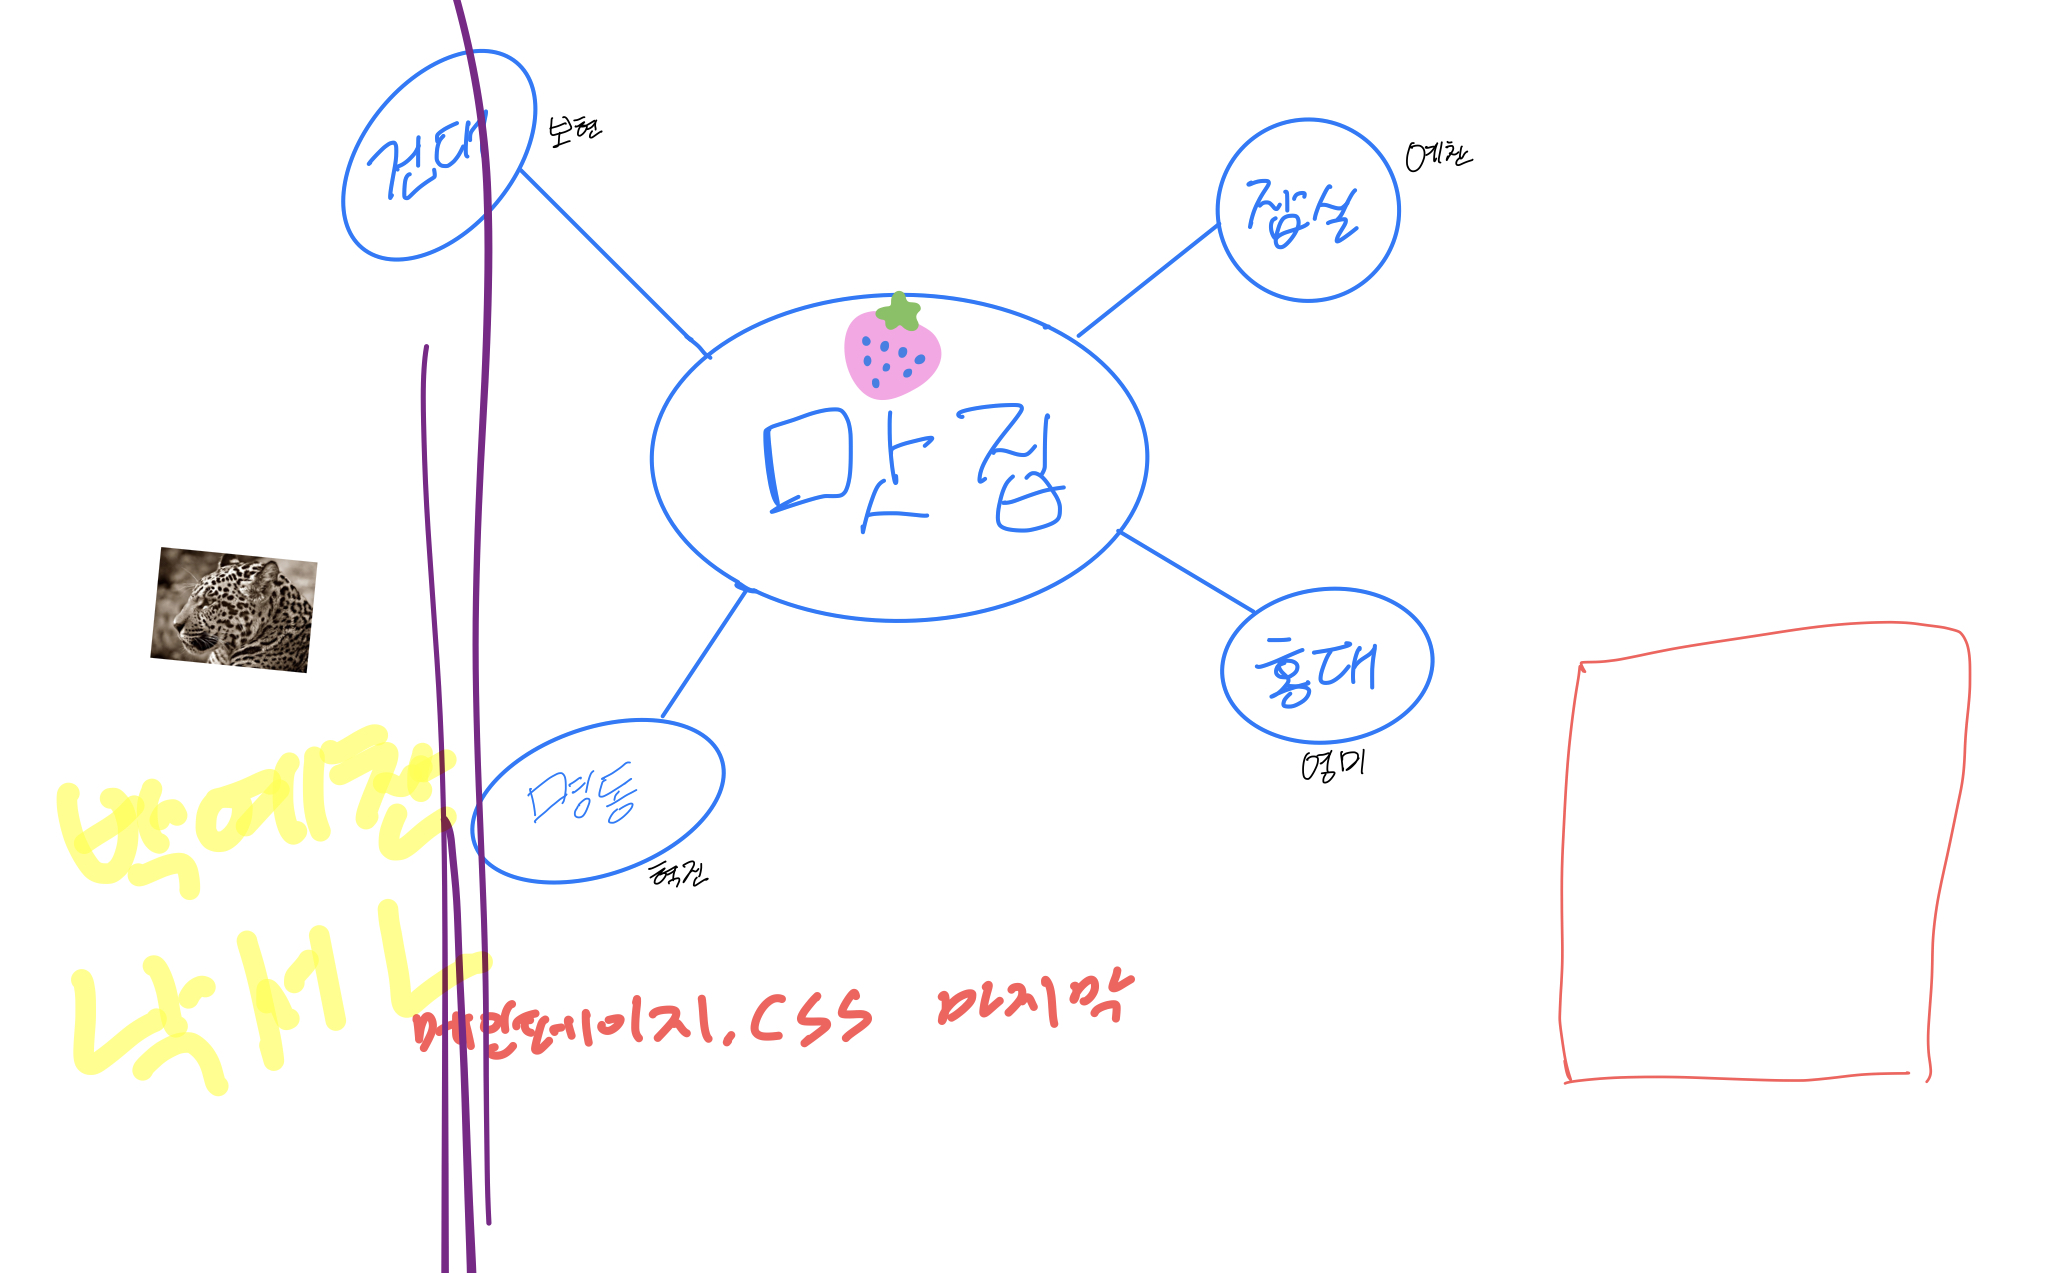 건대
보현
잠실
예찬
맛집
홍대
영미
명동
혁진
박예찬
낙서
메인페이지.CSS 마지막